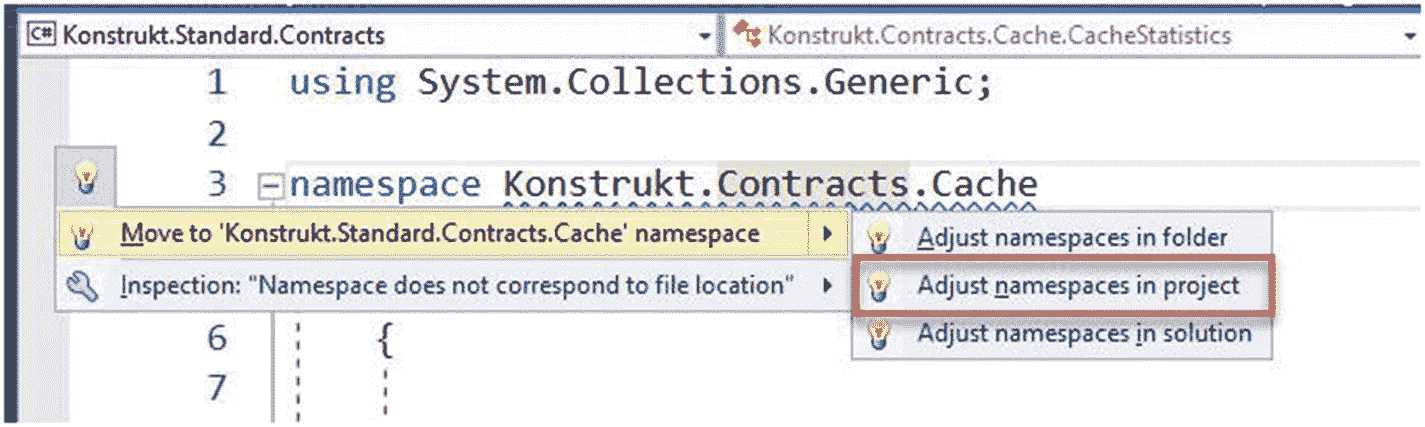 C# Konstrukt.Standard.Contracts Konstrukt.Contracts.Cache.CacheStatistics
1 using System.Collections.Generic;
2
3 namespace Konstrukt.Contracts.Cache
Move to 'Konstrukt.Standard.Contracts.Cache' namespace
Inspection: "Namespace does not correspond to file location"
Adjust namespaces in folder
Adjust namespaces in project
Adjust namespaces in solution
6 {
7